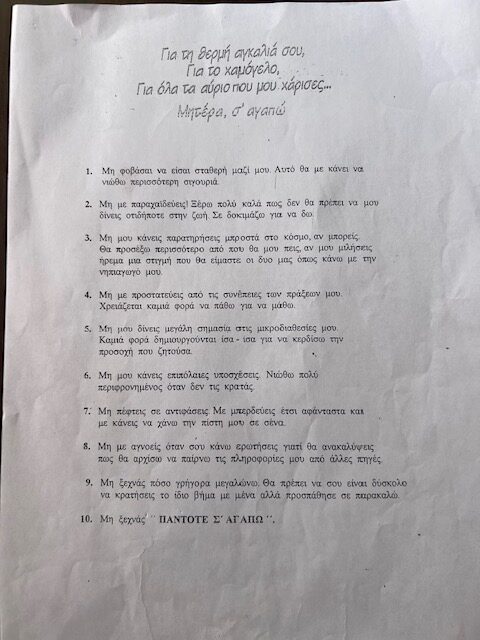 Για τη θερμή αγκαλιά σου,
Για το χαμόγελο,
Για όλα τα αύριο που μου χάρισες...
Μητέρα, σ' αγαπώ
1. Μη φοβάσαι να είσαι σταθερή μαζί μου. Αυτό θα με κάνει να
νιώθω περισσότερη σιγουριά.
2. Μη με παραχαϊδεύεις! Ξέρω πολύ καλά πως δεν θα πρέπει να μου
δίνεις οτιδήποτε στην ζωή. Σε δοκιμάζω για να δω.
3. Μη μου κάνεις παρατηρήσεις μπροστά στο κόσμο, αν μπορείς.
Θα προσέξω περισσότερο από που θα μου πεις, αν μου μιλήσεις
ήρεμα μια στιγμή που θα είμαστε οι δυο μας όπως κάνω με την
νηπιαγωγό μου.
4. Μη με προστατεύεις από τις συνέπειες των πράξεων μου.
Χρειάζεται καμιά φορά να πάθω για να μάθω.
5. Μη μου δίνεις μεγάλη σημασία στις μικροδιαθεσίες μου.
Καμιά φορά δημιουργούνται ίσα - ίσα για να κερδίσω την
προσοχή που ζητούσα.
6. Μη μου κάνεις επιπόλαιες υποσχέσεις. Νιώθω πολύ
περιφρονημένος όταν δεν τις κρατάς.
7. Μη πέφτεις σε αντιφάσεις. Με μπερδεύεις έτσι αφάνταστα και
με κάνεις να χάνω την πίστη μου σε σένα.
8. Μη με αγνοείς όταν σου κάνω ερωτήσεις γιατί θα ανακαλύψεις
πως θα αρχίσω να παίρνω τις πληροφορίες μου από άλλες πηγές.
9. Μη ξεχνάς πόσο γρήγορα μεγαλώνω. Θα πρέπει να σου είναι δύσκολο
να κρατήσεις το ίδιο βήμα με μένα αλλά προσπάθησε σε παρακαλώ.
10. Μη ξεχνάς '' ΠΑΝΤΟΤΕ Σ' ΑΓΑΠΩ ''.